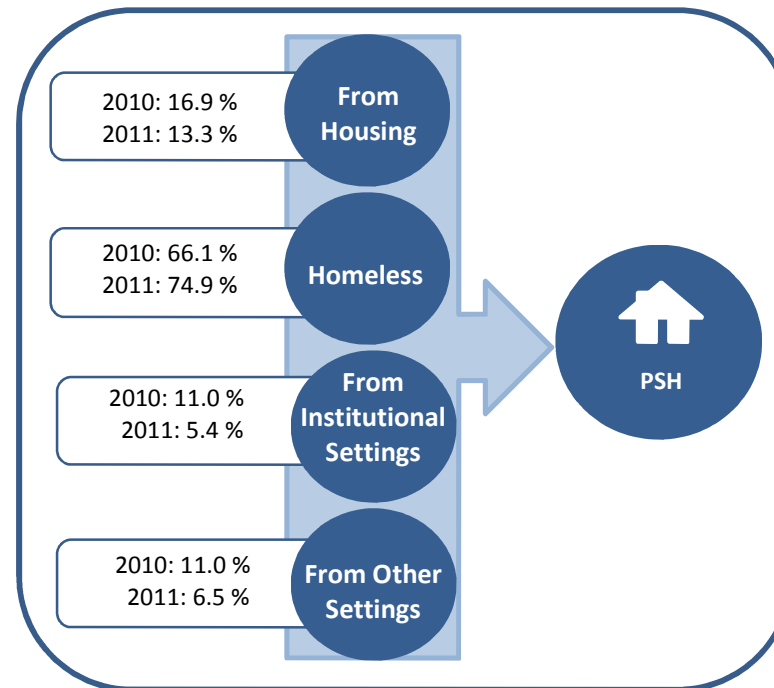 2010: 16.9 %
2011: 13.3 %
From
Housing
2010: 66.1 %
2011: 74.9 %
Homeless
2010: 11.0 %
2011: 5.4 %
From
Institutional
Settings
2010: 11.0 %
2011: 6.5 %
From Other
Settings
PSH